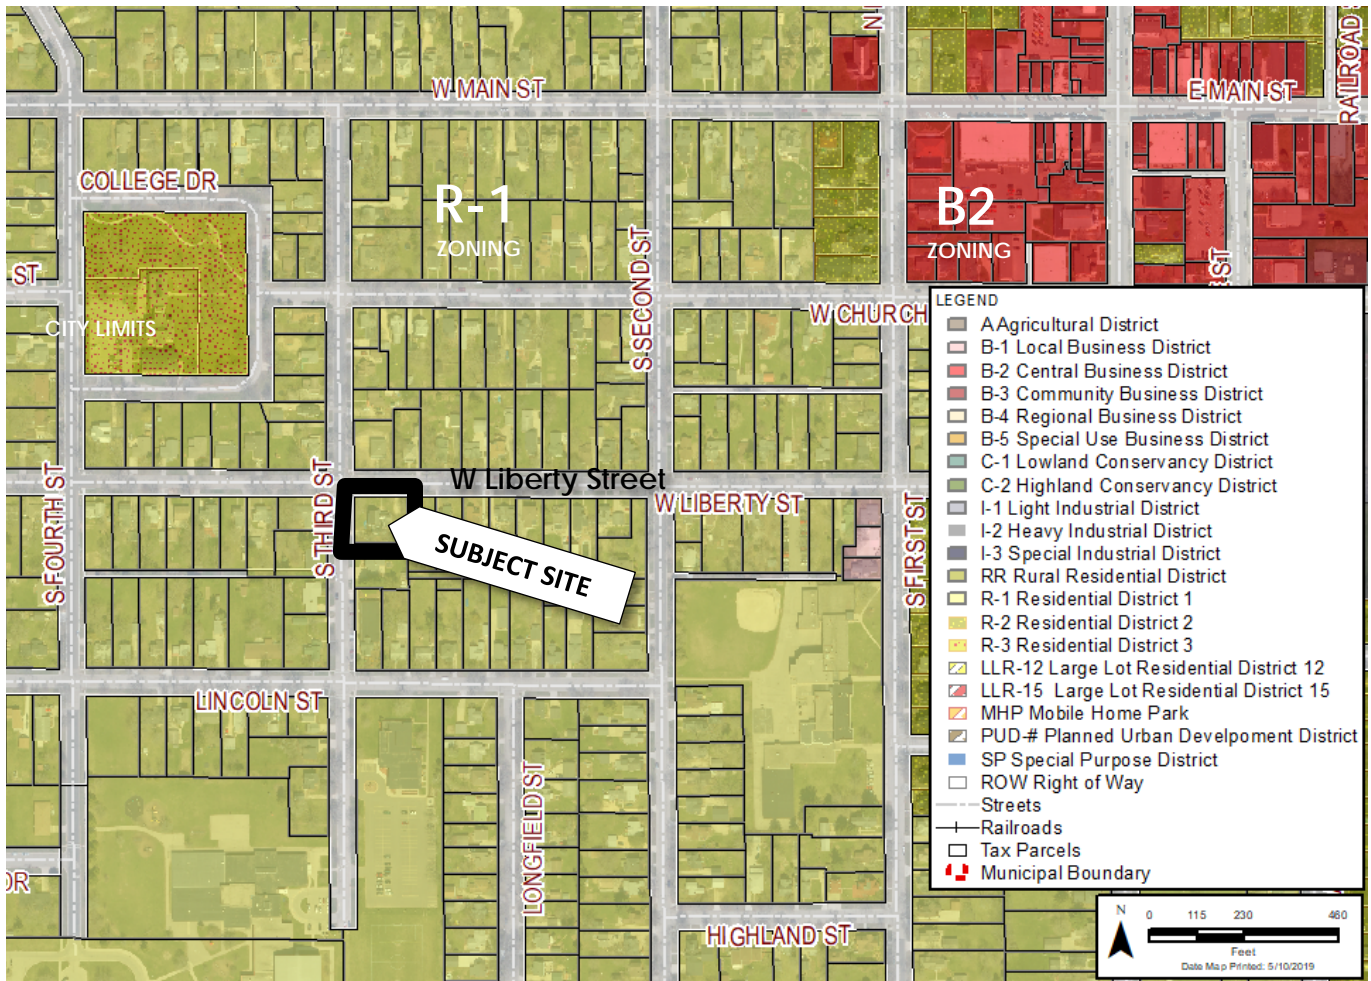 N
RAILROAD
W MAIN ST
E MAIN ST
COLLEGE DR
R-1
ZONING
B2
ZONING
S SECOND ST
ST
ST
CITY LIMITS
W CHURCH
W Liberty Street
W LIBERTY ST
S FOURTH ST
S THIRD ST
S FIRST ST
SUBJECT SITE
LINCOLN ST
LONGFIELD ST
DR
HIGHLAND ST
LEGEND
A Agricultural District
B-1 Local Business District
B-2 Central Business District
B-3 Community Business District
B-4 Regional Business District
B-5 Special Use Business District
C-1 Lowland Conservancy District
C-2 Highland Conservancy District
I-1 Light Industrial District
I-2 Heavy Industrial District
I-3 Special Industrial District
RR Rural Residential District
R-1 Residential District 1
R-2 Residential District 2
R-3 Residential District 3
LLR-12 Large Lot Residential District 12
LLR-15 Large Lot Residential District 15
MHP Mobile Home Park
PUD-# Planned Urban Develpoment District
SP Special Purpose District
ROW Right of Way
Streets
Railroads
Tax Parcels
Municipal Boundary
N
0 115 230 460
Feet
Date Map Printed: 5/10/2019